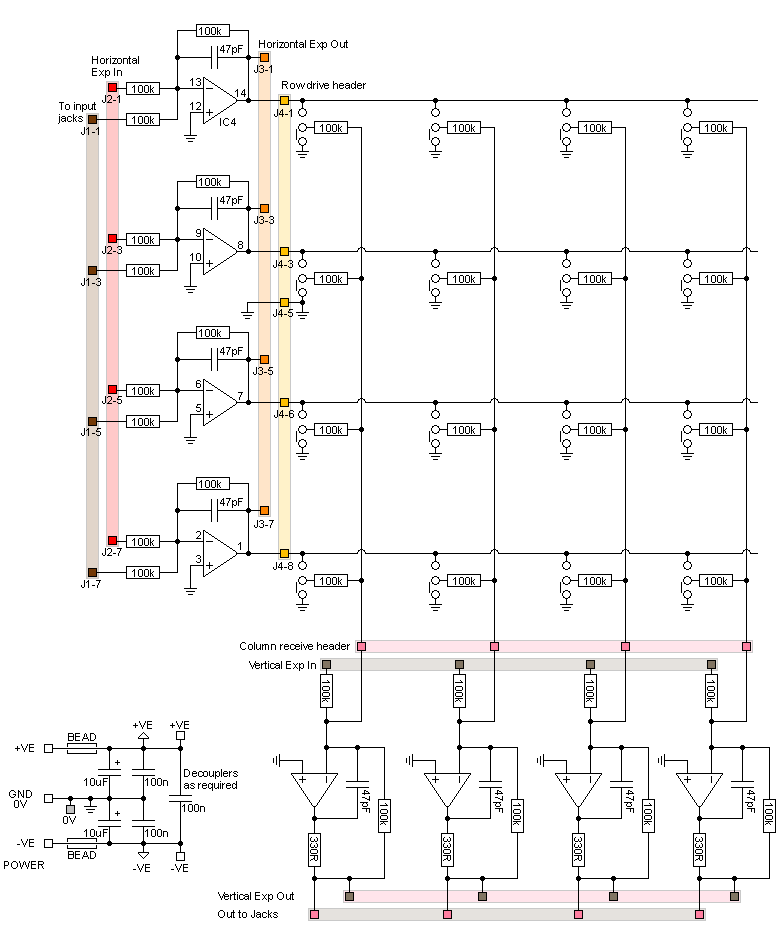 100k
47pF
Horizontal Exp Out
Horizontal
Exp In
J3-1
Row drive header
J2-1
100k
13
14
12
IC4
To input
jacks
J1-1
100k
J4-1
100k
100k
100k
100k
100k
47pF
J3-3
J2-3
100k
9
8
10
J1-3
100k
J4-3
100k
100k
100k
100k
J4-5
100k
47pF
J3-5
J2-5
100k
6
7
5
J1-5
100k
J4-6
100k
100k
100k
100k
100k
47pF
J3-7
J2-7
100k
2
1
3
J1-7
100k
J4-8
100k
100k
100k
100k
Column receive header
Vertical Exp In
100k
100k
100k
100k
+VE
+VE
+VE
BEAD
+
10uF
100n
Decouplers
as required
100n
GND
0V
0V
+
10uF
100n
-VE
BEAD
-VE
-VE
POWER
+
–
47pF
100k
330R
+
–
47pF
100k
330R
+
–
47pF
100k
330R
+
–
47pF
100k
330R
Vertical Exp Out
Out to Jacks